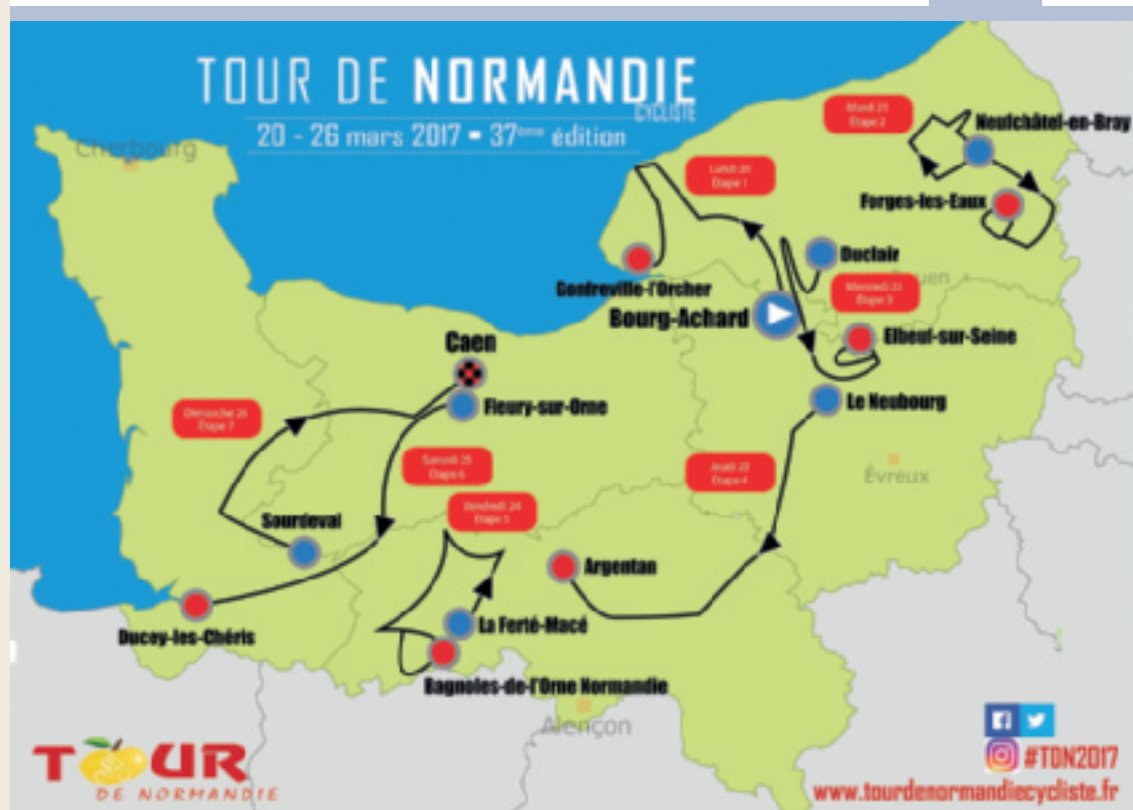 TOUR DE NORMANDIE
CYCLISTE
20 - 26 mars 2017 - 37ème édition
Cherbourg
Mardi 21
Étape 2
Neufchâtel-en-Bray
Lundi 20
Étape 1
Forges-les-Eaux
Duclair
Gonfreville-l'Orcher
Mercredi 22
Étape 3
Bourg-Achard
Elbeuf-sur-Seine
Caen
Le Neubourg
Fleury-sur-Orne
Dimanche 26
Étape 7
Samedi 25
Étape 6
Jeudi 23
Étape 4
Évreux
Vendredi 24
Étape 5
Sourdeval
Argentan
Ducey-les-Chéris
La Ferté-Macé
Bagnoles-de-l'Orne Normandie
Alençon
TOUR
DE NORMANDIE
#TDN2017
www.tourdenormandiecycliste.fr